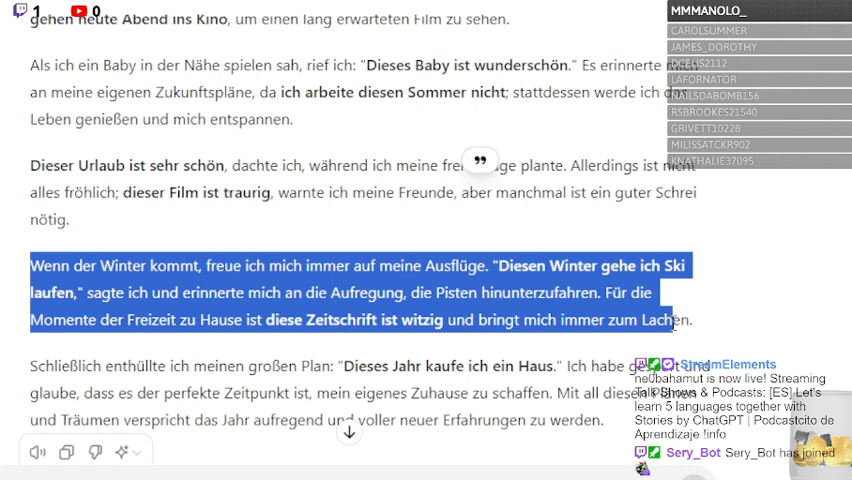 1 0
gehen heute Abend ins Kino, um einen lang erwarteten Film zu sehen.
Als ich ein Baby in der Nähe spielen sah, rief ich: "Dieses Baby ist wunderschön." Es erinnerte mich
an meine eigenen Zukunftspläne, da ich arbeite diesen Sommer nicht; stattdessen werde ich das
Leben genießen und mich entspannen.
Dieser Urlaub ist sehr schön, dachte ich, während ich meine plante. Allerdings ist nicht
alles fröhlich; dieser Film ist traurig, warnte ich meine Freunde, aber manchmal ist ein guter Schrei
nötig.
Wenn der Winter kommt, freue ich mich immer auf meine Ausflüge. "Diesen Winter gehe ich Ski
laufen," sagte ich und erinnerte mich an die Aufregung, die Pisten hinunterzufahren. Für die
Momente der Freizeit zu Hause ist diese Zeitschrift ist witzig und bringt mich immer zum Lachen.
Schließlich enthüllte ich meinen großen Plan: "Dieses Jahr kaufe ich ein Haus." Ich habe gespart und
glaube, dass es der perfekte Zeitpunkt ist, mein eigenes Zuhause zu schaffen. Mit all diesen Plänen
und Träumen verspricht das Jahr aufregend und voller neuer Erfahrungen zu werden.
MMMANOLO_
CAROLSUMMER
JAMES_DOROTHY
DCELIS2112
LAFORNATOR
NAILSDABOMB156
RSBROOKES21540
GRIVETT10228
MILISSATCKR902
KNATHALIE37095
StreamElements
ne0bahamut is now live! Streaming
Talk Shows & Podcasts: [ES] Let's
learn 5 languages together with
Stories by ChatGPT | Podcastcito de
Aprendizaje !info
Sery_Bot Sery_Bot has joined